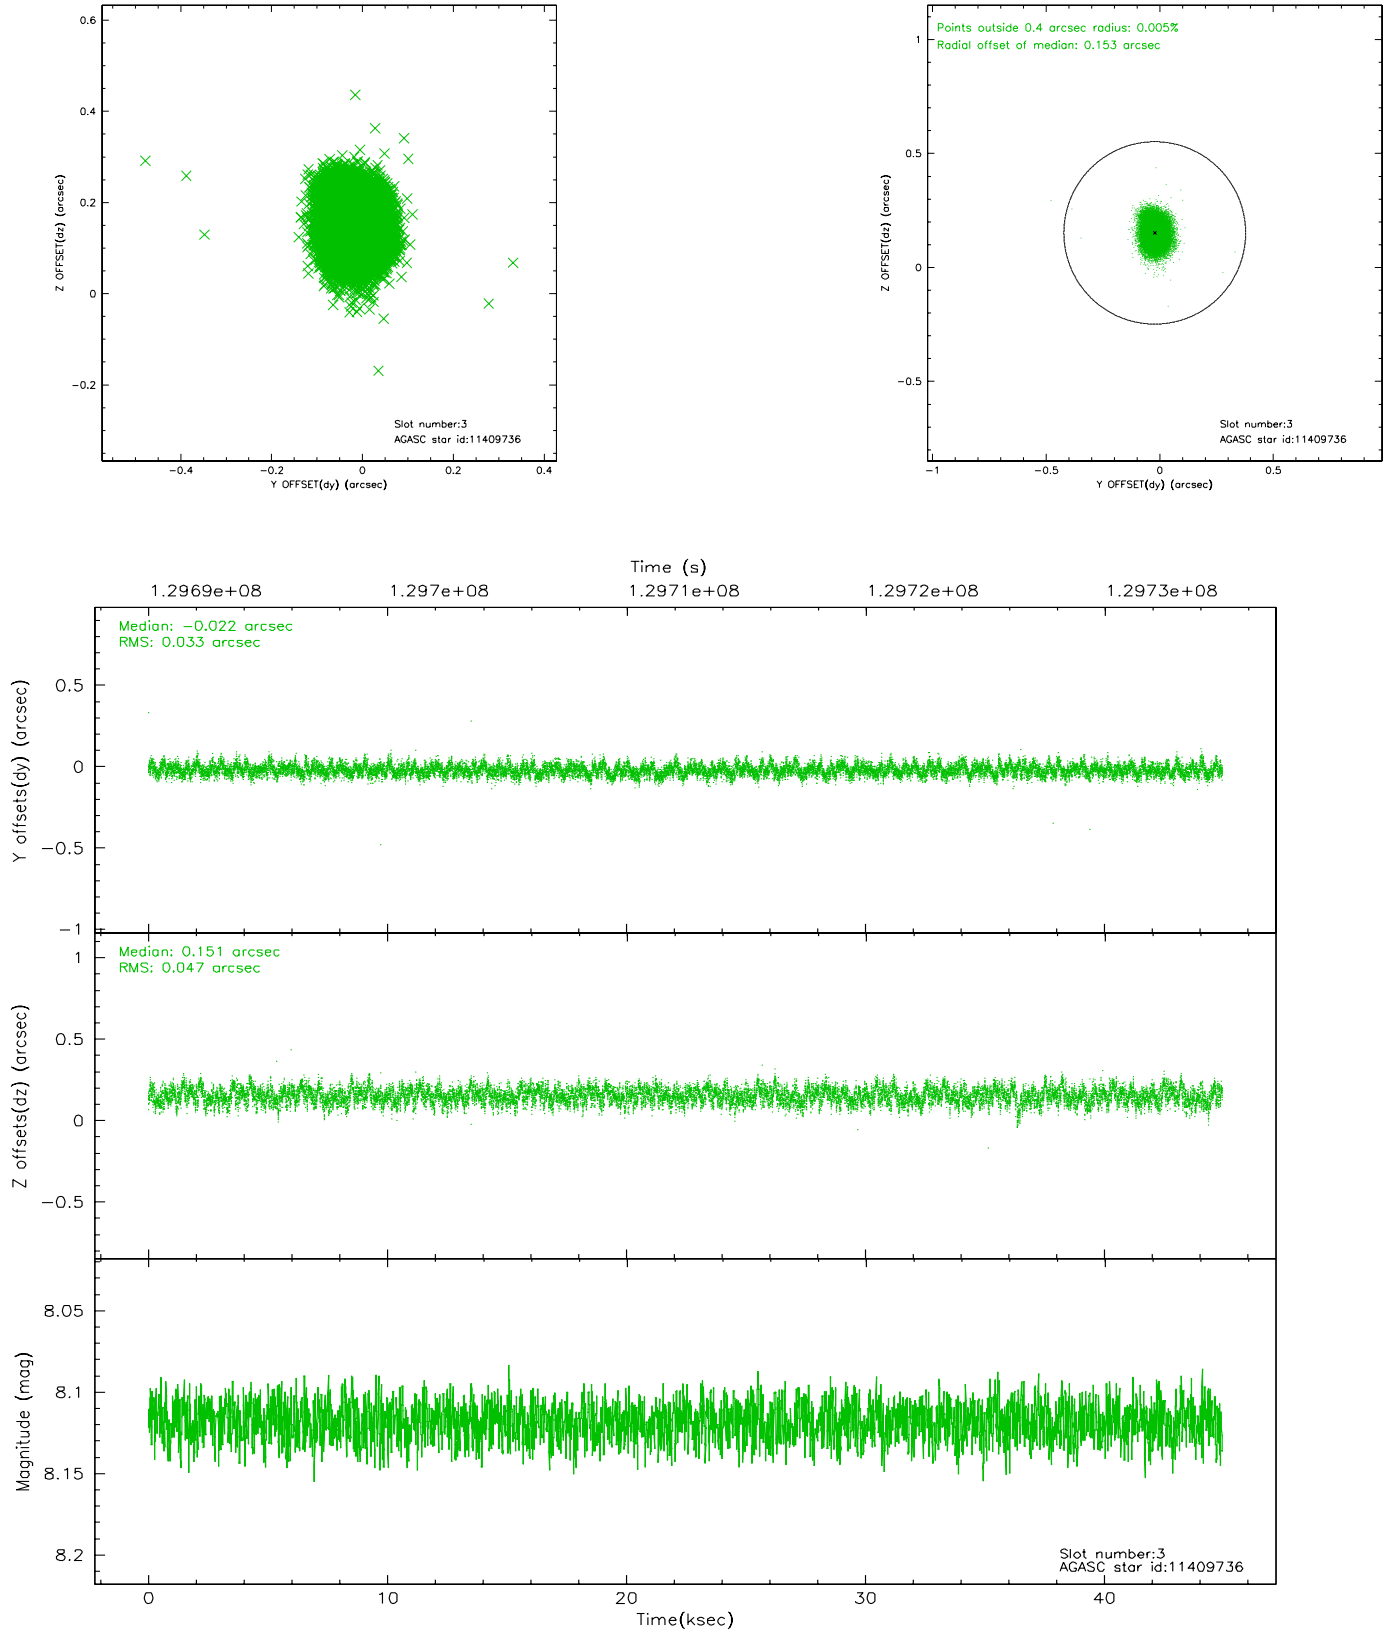 0.6
0.4
0.2
0
−0.2
Z OFFSET(dz) (arcsec)
Slot number:3
AGASC star id:11409736
−0.4 −0.2 0 0.2 0.4
Y OFFSET(dy) (arcsec)
Points outside 0.4 arcsec radius: 0.005%
Radial offset of median: 0.153 arcsec
1
0.5
0
−0.5
Z OFFSET(dz) (arcsec)
Slot number:3
AGASC star id:11409736
−1 −0.5 0 0.5
Y OFFSET(dy) (arcsec)
Time (s)
1.2969e+08 1.297e+08 1.2971e+08 1.2972e+08 1.2973e+08
Median: −0.022 arcsec
RMS: 0.033 arcsec
0.5
0
−0.5
−1
Y offsets(dy) (arcsec)
Median: 0.151 arcsec
RMS: 0.047 arcsec
1
0.5
0
−0.5
Z offsets(dz) (arcsec)
8.05
8.1
8.15
8.2
Magnitude (mag)
Slot number:3
AGASC star id:11409736
0 10 20 30 40
Time(ksec)